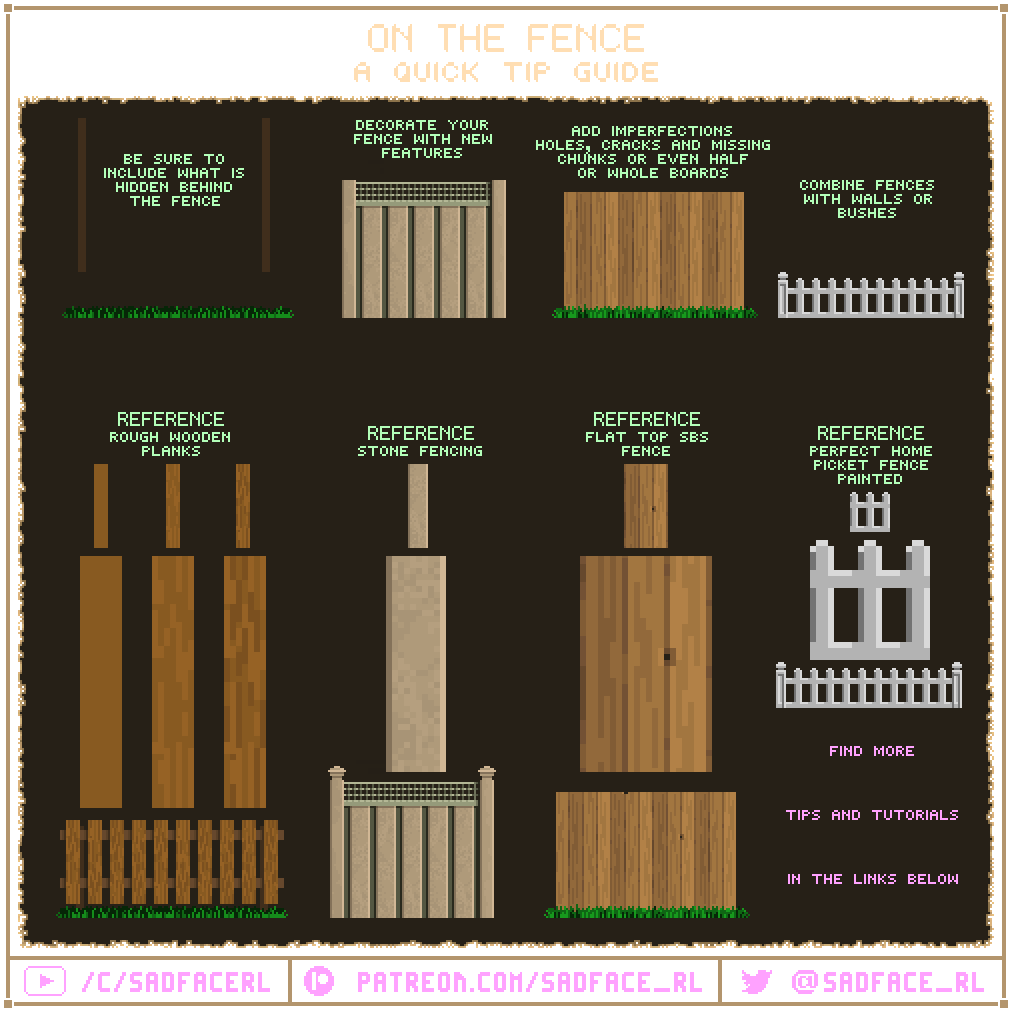 ON THE FENCE
A QUICK TIP GUIDE
BE SURE TO
INCLUDE WHAT IS
HIDDEN BEHIND
THE FENCE
DECORATE YOUR
FENCE WITH NEW
FEATURES
ADD IMPERFECTIONS
HOLES, CRACKS AND MISSING
CHUNKS OR EVEN HALF
OR WHOLE BOARDS
COMBINE FENCES
WITH WALLS OR
BUSHES
REFERENCE
ROUGH WOODEN
PLANKS
REFERENCE
STONE FENCING
REFERENCE
FLAT TOP SBS
FENCE
REFERENCE
PERFECT HOME
PICKET FENCE
PAINTED
FIND MORE
TIPS AND TUTORIALS
IN THE LINKS BELOW
/C/SADFACERL
PATREON.COM/SADFACE_RL
@SADFACE_RL